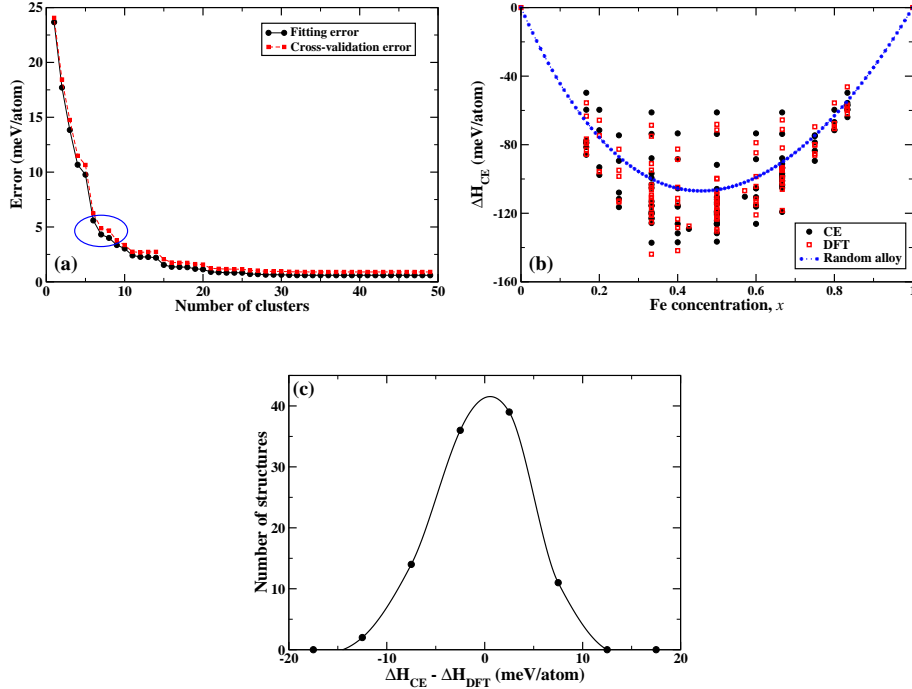 25
20
15
10
5
0
Error (meV/atom)
Fitting error
Cross-validation error
(a)
0
10
20
30
40
50
Number of clusters
0
-40
-80
-120
-160
ΔH_CE (meV/atom)
(b)
CE
DFT
Random alloy
0
0.2
0.4
0.6
0.8
1
Fe concentration, x
(c)
40
30
20
10
0
Number of structures
-20
-10
0
10
20
ΔH_CE - ΔH_DFT (meV/atom)